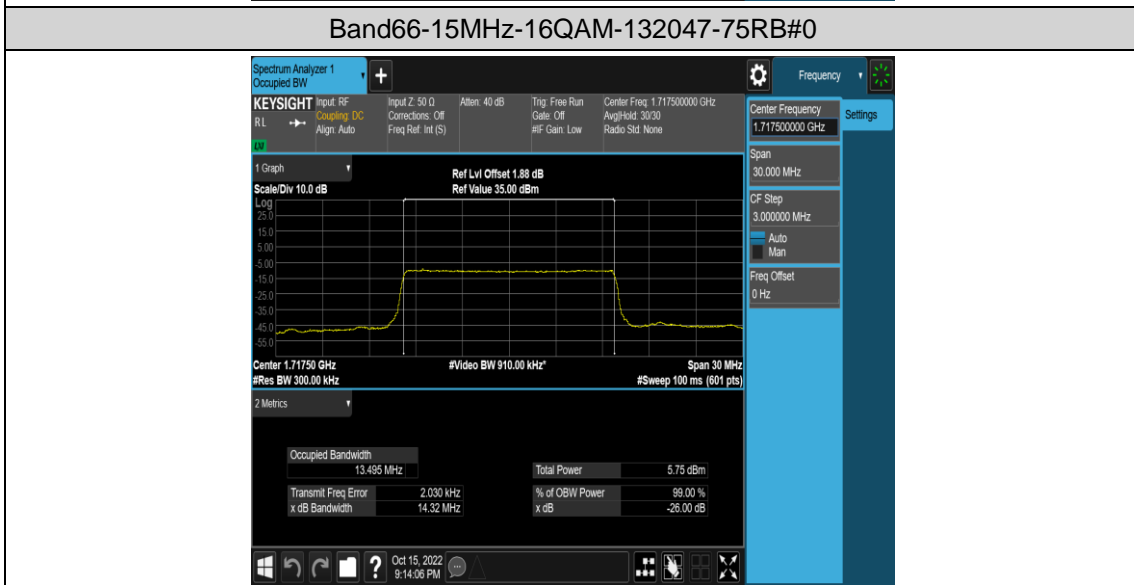 Band66-15MHz-16QAM-132047-75RB#0
Spectrum Analyzer 1
Occupied BW
+
Frequency
KEYSIGHT
RL
Input: RF
Coupling: DC
Align: Auto
Input Z: 50 Ω
Corrections: Off
Freq Ref: Int (S)
Atten: 40 dB
Trig: Free Run
Gate: Off
#IF Gain: Low
Center Freq: 1.717500000 GHz
Avg|Hold: 30/30
Radio Std: None
Center Frequency
1.717500000 GHz
Settings
Span
30.000 MHz
CF Step
3.000000 MHz
Auto
Man
Freq Offset
0 Hz
1 Graph
Ref Lvl Offset 1.88 dB
Scale/Div 10.0 dB
Ref Value 35.00 dBm
Log
25.0
15.0
5.00
-5.00
-15.0
-25.0
-35.0
-45.0
-55.0
Center 1.71750 GHz
#Video BW 910.00 kHz*
Span 30 MHz
#Res BW 300.00 kHz
#Sweep 100 ms (601 pts)
2 Metrics
Occupied Bandwidth
13.495 MHz
Total Power 5.75 dBm
Transmit Freq Error 2.030 kHz
% of OBW Power 99.00 %
x dB Bandwidth 14.32 MHz
x dB -26.00 dB
?
Oct 15, 2022
9:14:06 PM